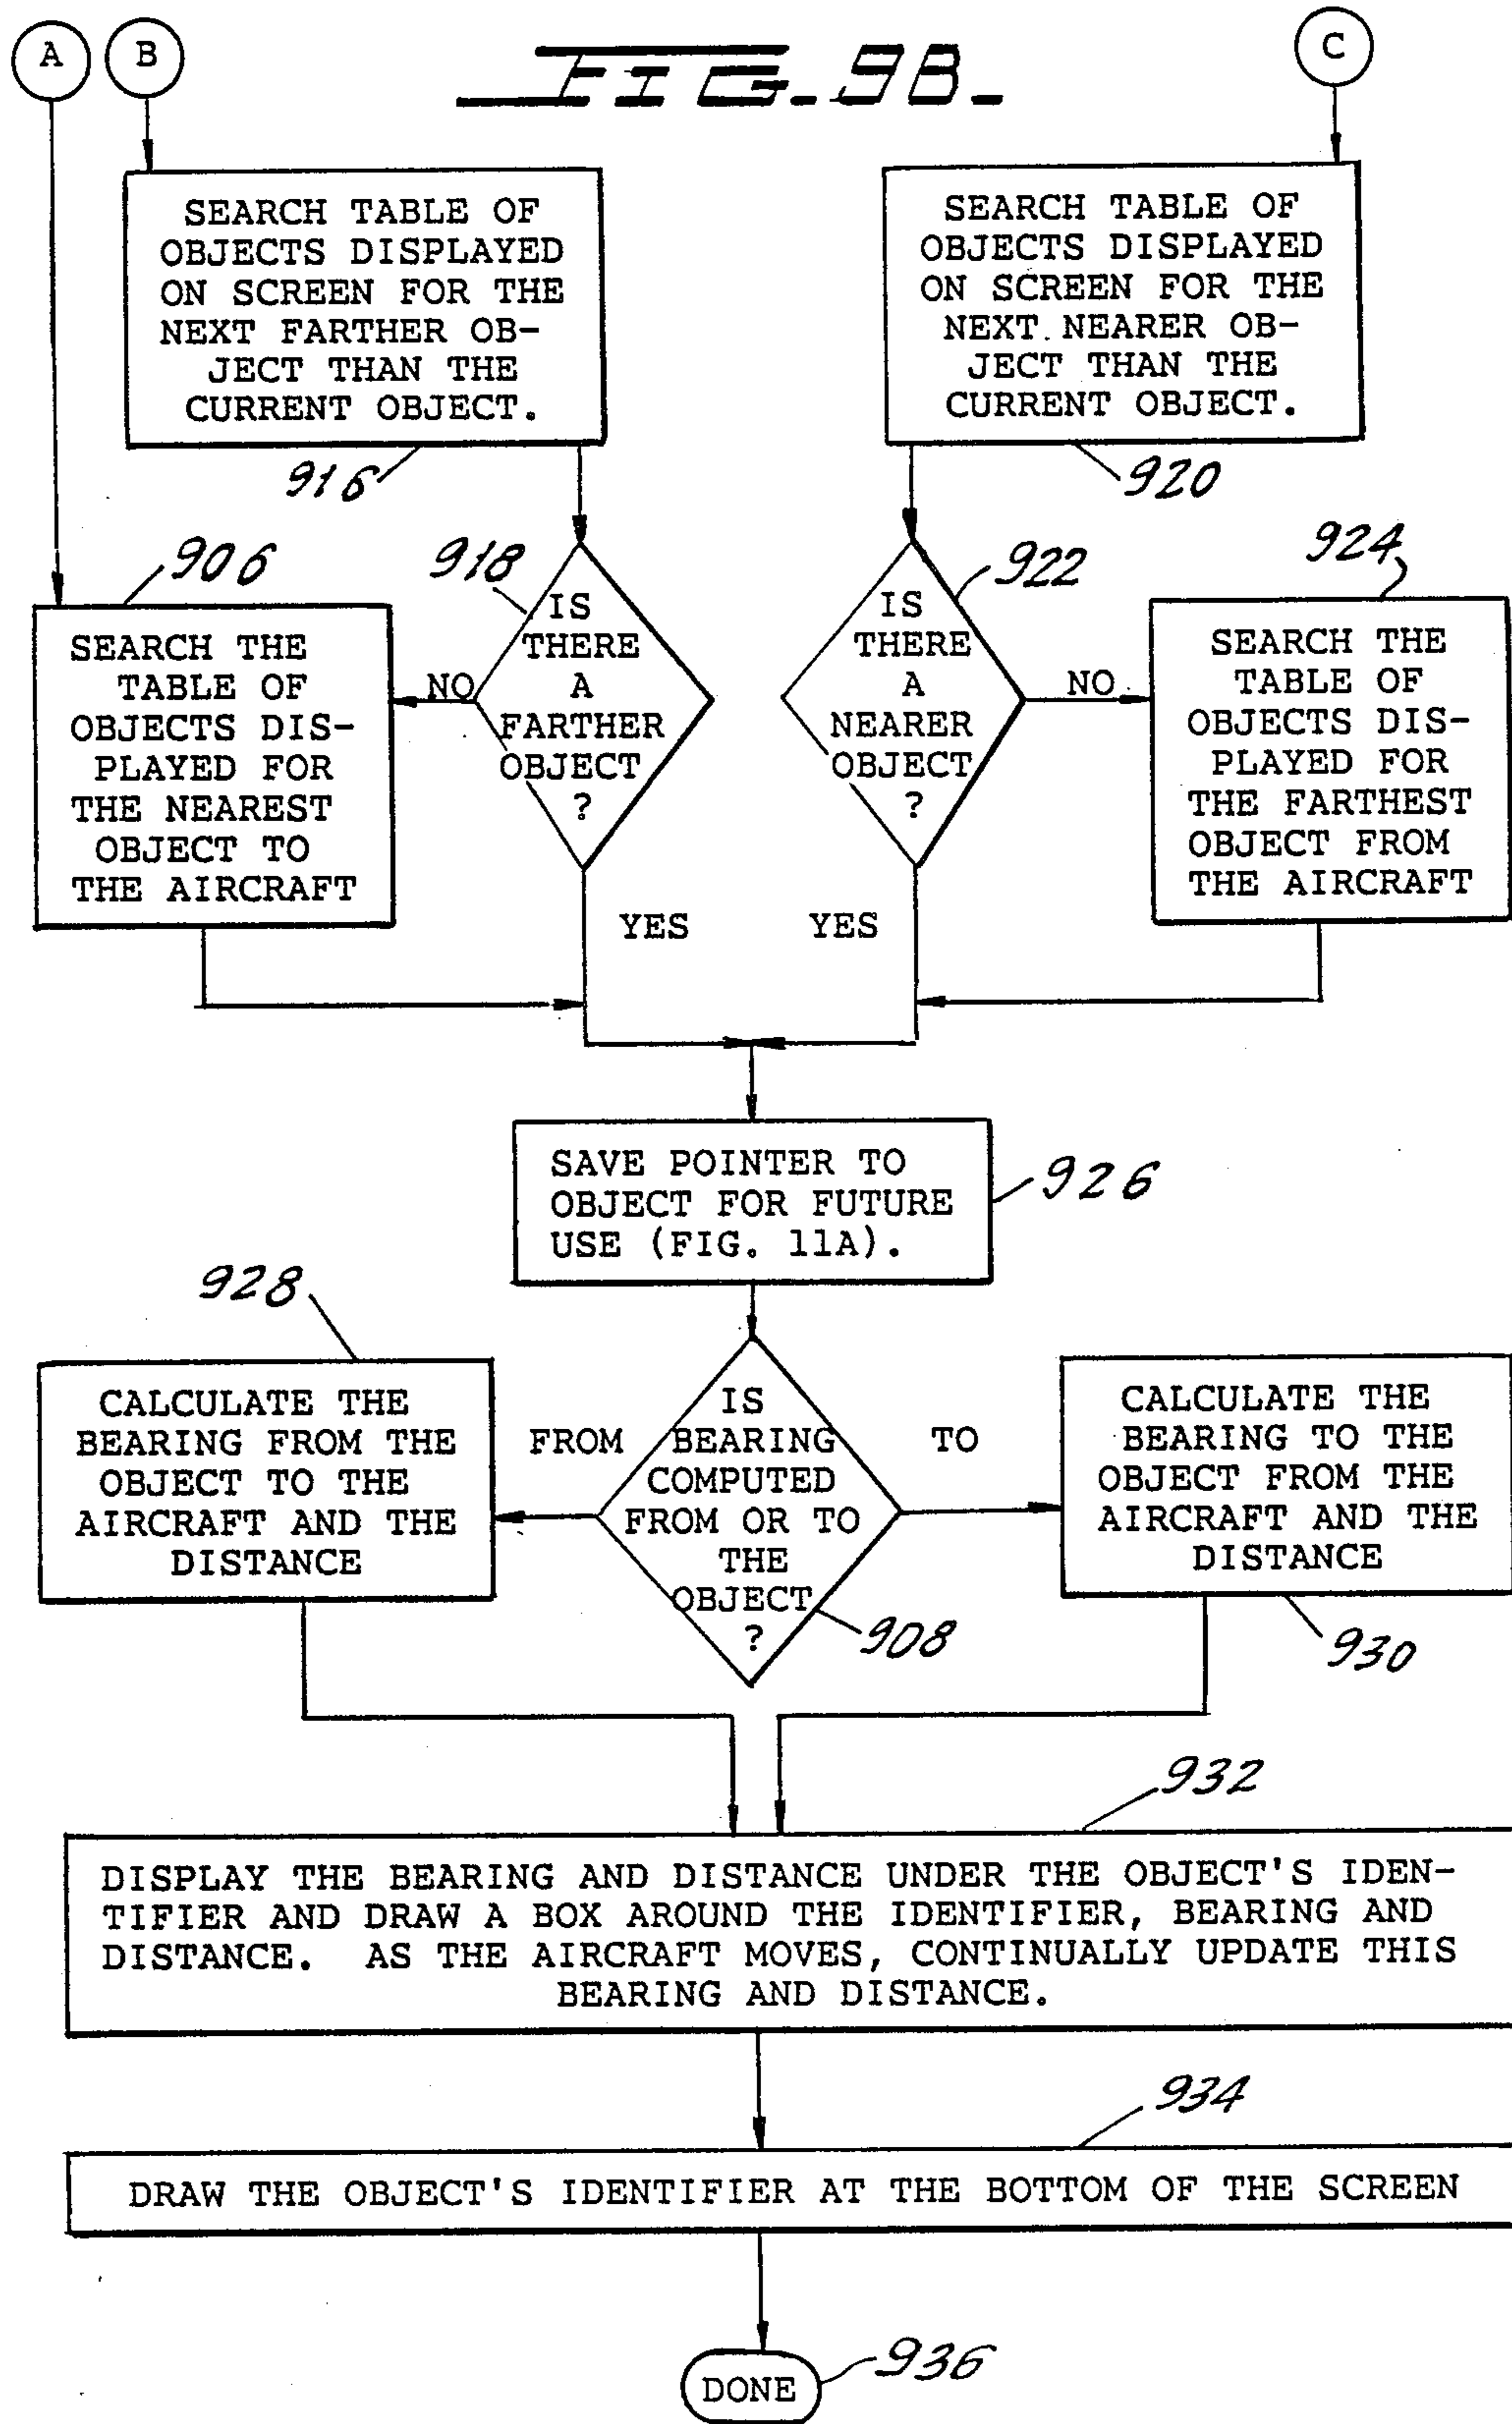 A
B
FIG. 9B.
C
SEARCH TABLE OF
OBJECTS DISPLAYED
ON SCREEN FOR THE
NEXT FARTHER OB-
JECT THAN THE
CURRENT OBJECT.
916
SEARCH TABLE OF
OBJECTS DISPLAYED
ON SCREEN FOR THE
NEXT NEARER OB-
JECT THAN THE
CURRENT OBJECT.
920
906
SEARCH THE
TABLE OF
OBJECTS DIS-
PLAYED FOR
THE NEAREST
OBJECT TO
THE AIRCRAFT
NO
918
IS
THERE
A
FARTHER
OBJECT
?
YES
922
IS
THERE
A
NEARER
OBJECT
?
YES
NO
924
SEARCH THE
TABLE OF
OBJECTS DIS-
PLAYED FOR
THE FARTHEST
OBJECT FROM
THE AIRCRAFT
SAVE POINTER TO
OBJECT FOR FUTURE
USE (FIG. 11A).
926
928
CALCULATE THE
BEARING FROM THE
OBJECT TO THE
AIRCRAFT AND THE
DISTANCE
FROM
IS
BEARING
COMPUTED
FROM OR TO
THE
OBJECT
?
908
TO
CALCULATE THE
BEARING TO THE
OBJECT FROM THE
AIRCRAFT AND THE
DISTANCE
930
932
DISPLAY THE BEARING AND DISTANCE UNDER THE OBJECT'S IDEN-
TIFIER AND DRAW A BOX AROUND THE IDENTIFIER, BEARING AND
DISTANCE. AS THE AIRCRAFT MOVES, CONTINUALLY UPDATE THIS
BEARING AND DISTANCE.
934
DRAW THE OBJECT'S IDENTIFIER AT THE BOTTOM OF THE SCREEN
DONE
936